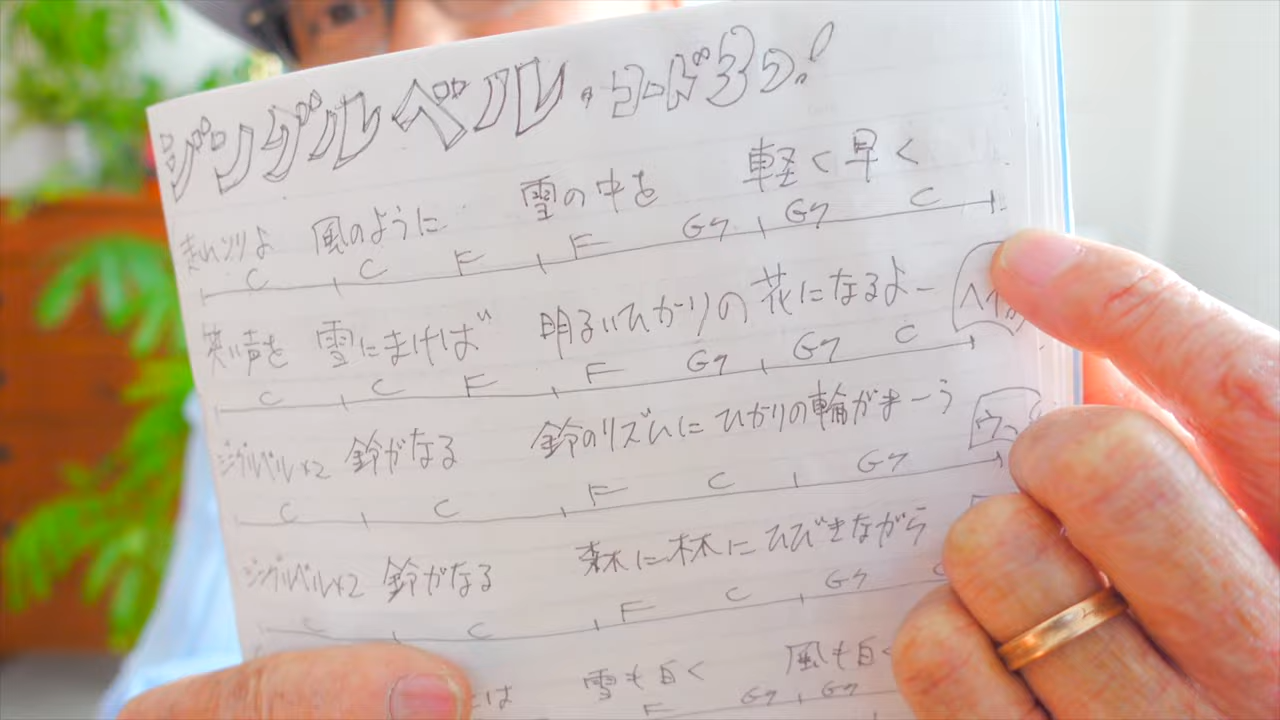 ジングルベル・コードネタ!
走れソリよ 風のように 雪の中を 軽く早く
C C F F G7 G7 C
笑い声を 雪にまけば 明るいひかりの 花になるよー ヘイ
C C F F G7 G7 C
ジングルベル×2 鈴がなる 鈴のリズムに ひかりの輪がまーう
C C F C G7
ジングルベル×2 鈴がなる 森に林に ひびきながら
C C F C G7
には 雪も白く 風も白く
F G7 G7